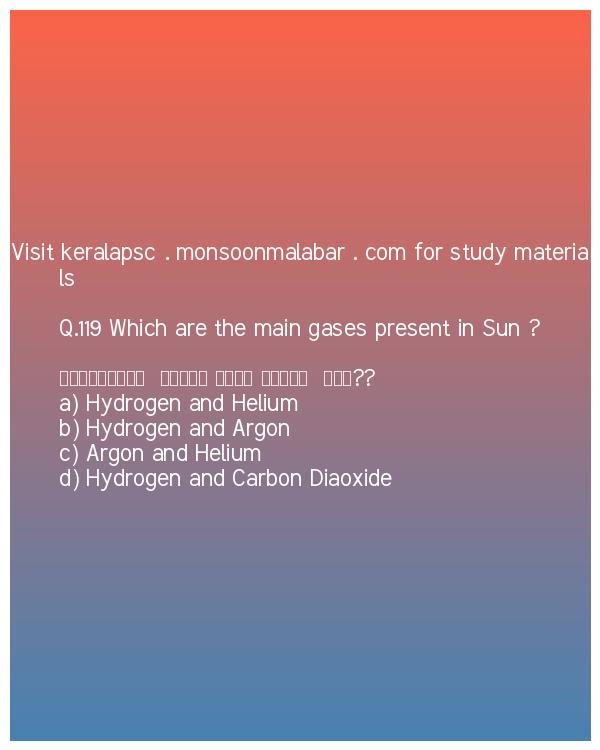 Visit keralapsc . monsoonmalabar . com for study materia
ls
Q.119 Which are the main gases present in Sun ?
??
a) Hydrogen and Helium
b) Hydrogen and Argon
c) Argon and Helium
d) Hydrogen and Carbon Diaoxide